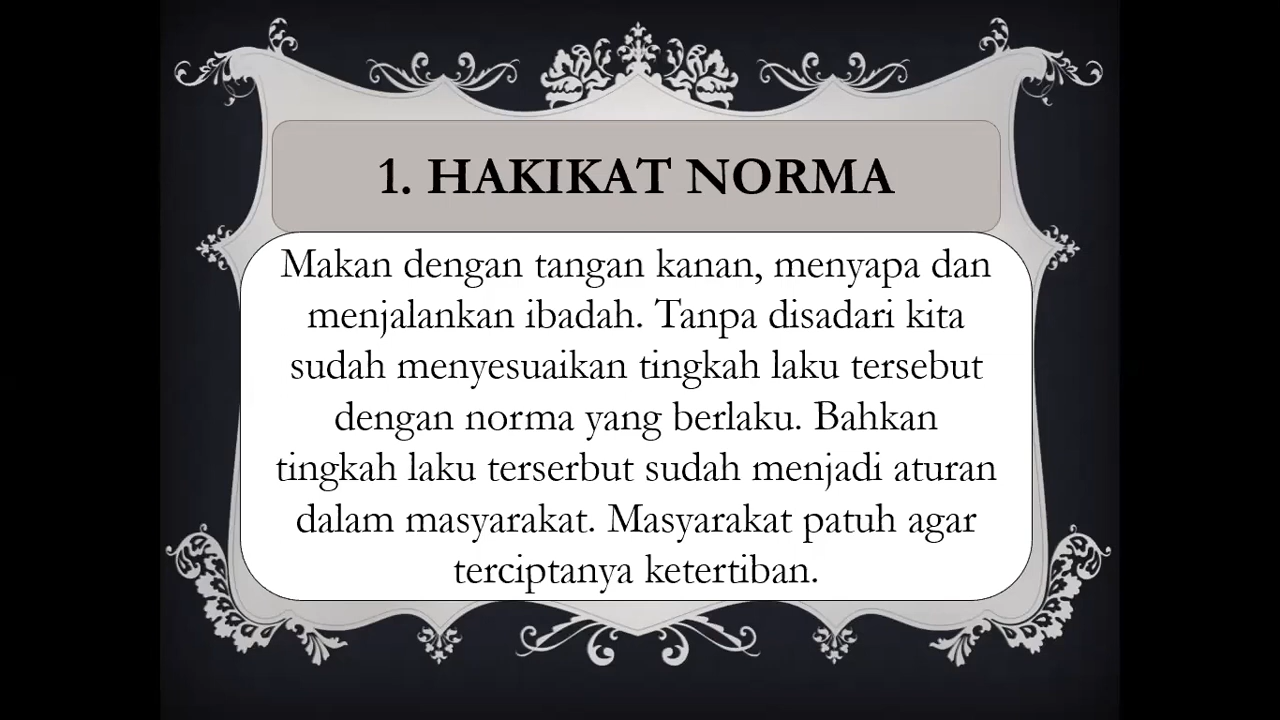 1. HAKIKAT NORMA
Makan dengan tangan kanan, menyapa dan
menjalankan ibadah. Tanpa disadari kita
sudah menyesuaikan tingkah laku tersebut
dengan norma yang berlaku. Bahkan
tingkah laku terserbut sudah menjadi aturan
dalam masyarakat. Masyarakat patuh agar
terciptanya ketertiban.